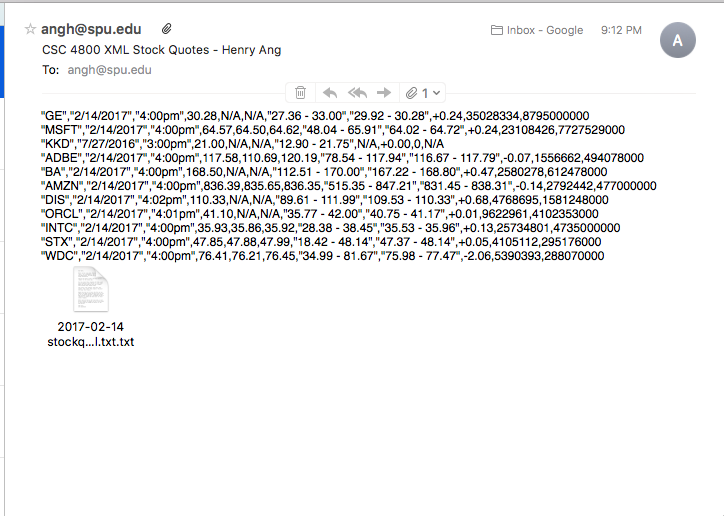 angh@spu.edu
Inbox - Google
9:12 PM
A
CSC 4800 XML Stock Quotes - Henry Ang
To: angh@spu.edu
1
"GE","2/14/2017","4:00pm",30.28,N/A,N/A,"27.36 - 33.00","29.92 - 30.28",+0.24,35028334,8795000000
"MSFT","2/14/2017","4:00pm",64.57,64.50,64.62,"48.04 - 65.91","64.02 - 64.72",+0.24,23108426,7727529000
"KKD","7/27/2016","3:00pm",21.00,N/A,N/A,"12.90 - 21.75",N/A,+0.00,0,N/A
"ADBE","2/14/2017","4:00pm",117.58,110.69,120.19,"78.54 - 117.94","116.67 - 117.79",-0.07,1556662,494078000
"BA","2/14/2017","4:00pm",168.50,N/A,N/A,"112.51 - 170.00","167.22 - 168.80",+0.47,2580278,612478000
"AMZN","2/14/2017","4:00pm",836.39,835.65,836.35,"515.35 - 847.21","831.45 - 838.31",-0.14,2792442,477000000
"DIS","2/14/2017","4:02pm",110.33,N/A,N/A,"89.61 - 111.99","109.53 - 110.33",+0.68,4768695,1581248000
"ORCL","2/14/2017","4:01pm",41.10,N/A,N/A,"35.77 - 42.00","40.75 - 41.17",+0.01,9622961,4102353000
"INTC","2/14/2017","4:00pm",35.93,35.86,35.92,"28.38 - 38.45","35.53 - 35.96",+0.13,25734801,4735000000
"STX","2/14/2017","4:00pm",47.85,47.88,47.99,"18.42 - 48.14","47.37 - 48.14",+0.05,4105112,295176000
"WDC","2/14/2017","4:00pm",76.41,76.21,76.45,"34.99 - 81.67","75.98 - 77.47",-2.06,5390393,288070000
2017-02-14
stockq...l.txt.txt